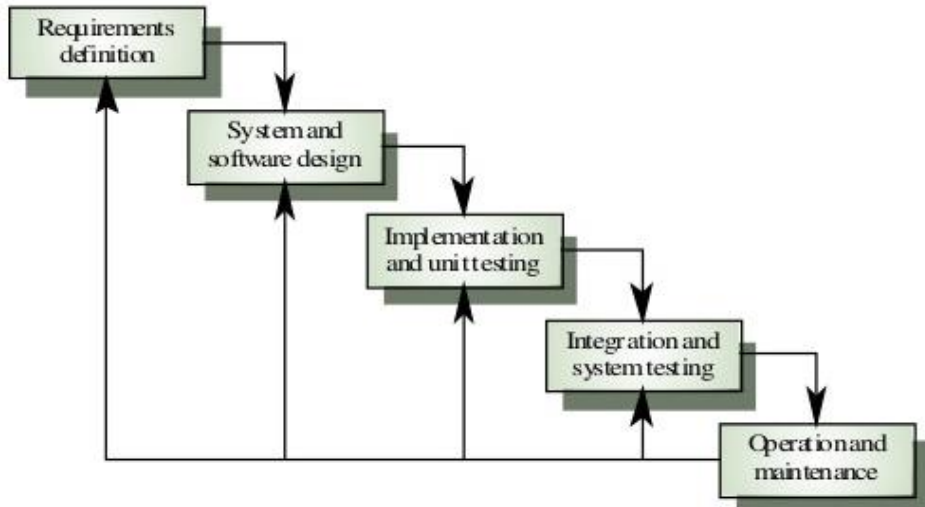 Requirements
definition
System and
software design
Implementation
and unit testing
Integration and
system testing
Operation and
maintenance